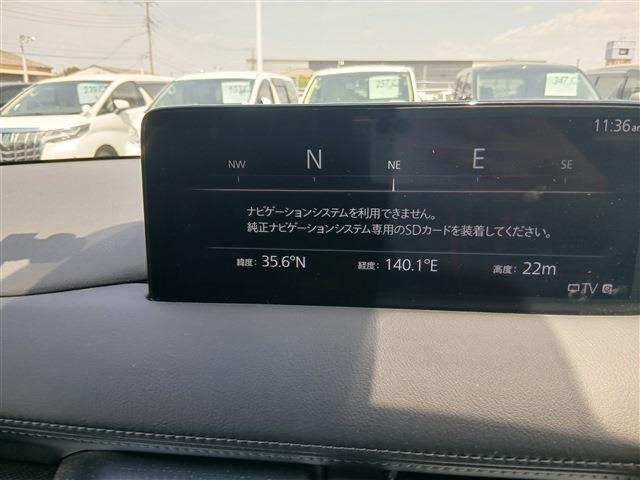 11:36am
NW N NE E SE
ナビゲーションシステムを利用できません。
純正ナビゲーションシステム専用のSDカードを装着してください。
緯度: 35.6°N 経度: 140.1°E 高度: 22m
TV